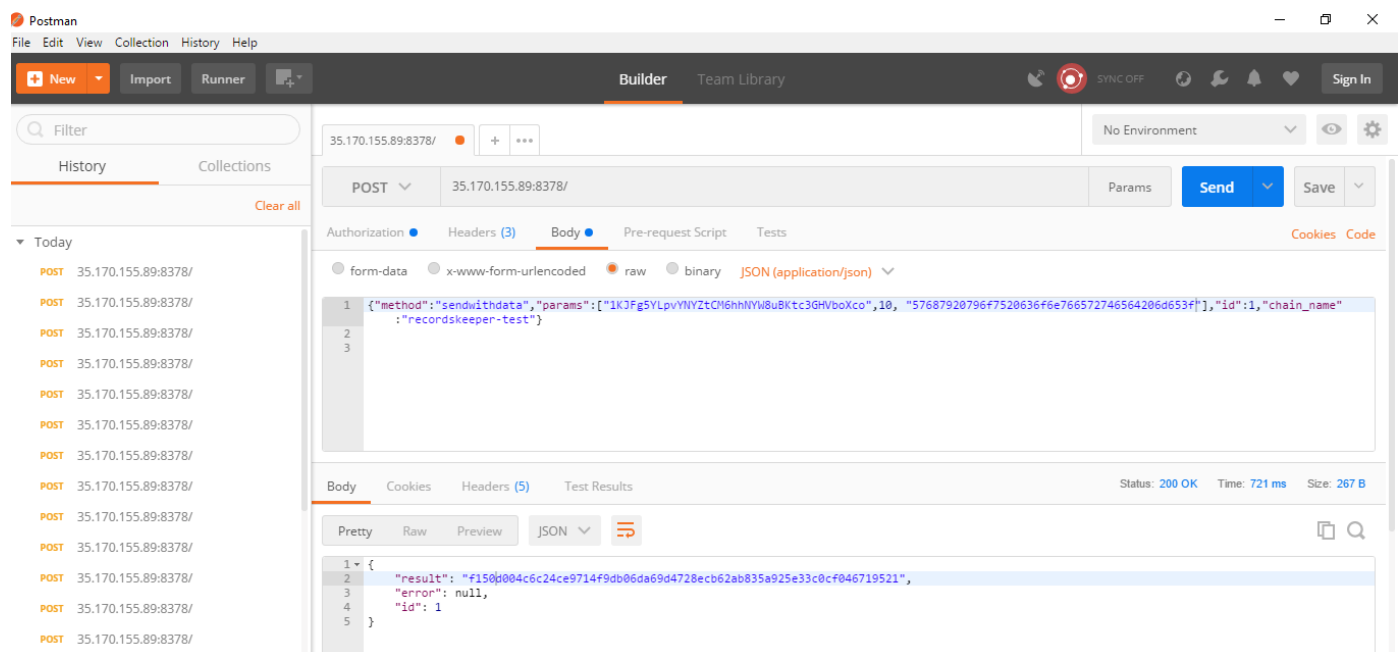 Postman
File Edit View Collection History Help
New Import Runner Builder Team Library SYNC OFF Sign In
Filter
History Collections
Clear all
Today
POST 35.170.155.89:8378/
POST 35.170.155.89:8378/
POST 35.170.155.89:8378/
POST 35.170.155.89:8378/
POST 35.170.155.89:8378/
POST 35.170.155.89:8378/
POST 35.170.155.89:8378/
POST 35.170.155.89:8378/
POST 35.170.155.89:8378/
POST 35.170.155.89:8378/
POST 35.170.155.89:8378/
POST 35.170.155.89:8378/
POST 35.170.155.89:8378/
35.170.155.89:8378/ + •••
No Environment
POST 35.170.155.89:8378/ Params Send Save
Authorization Headers (3) Body Pre-request Script Tests Cookies Code
form-data x-www-form-urlencoded raw binary JSON (application/json)
1 {"method":"sendwithdata","params":["1KJFg5YLpvYNYZtCM6hhNYW8uBKtc3GHVboXco",10, "57687920796f7520636f6e766572746564206d653f"],"id":1,"chain_name"
:"recordskeeper-test"}
2
3
Body Cookies Headers (5) Test Results Status: 200 OK Time: 721 ms Size: 267 B
Pretty Raw Preview JSON
1 {
2 "result": "f150d004c6c24ce9714f9db06da69d4728ecb62ab835a925e33c0cf046719521",
3 "error": null,
4 "id": 1
5 }